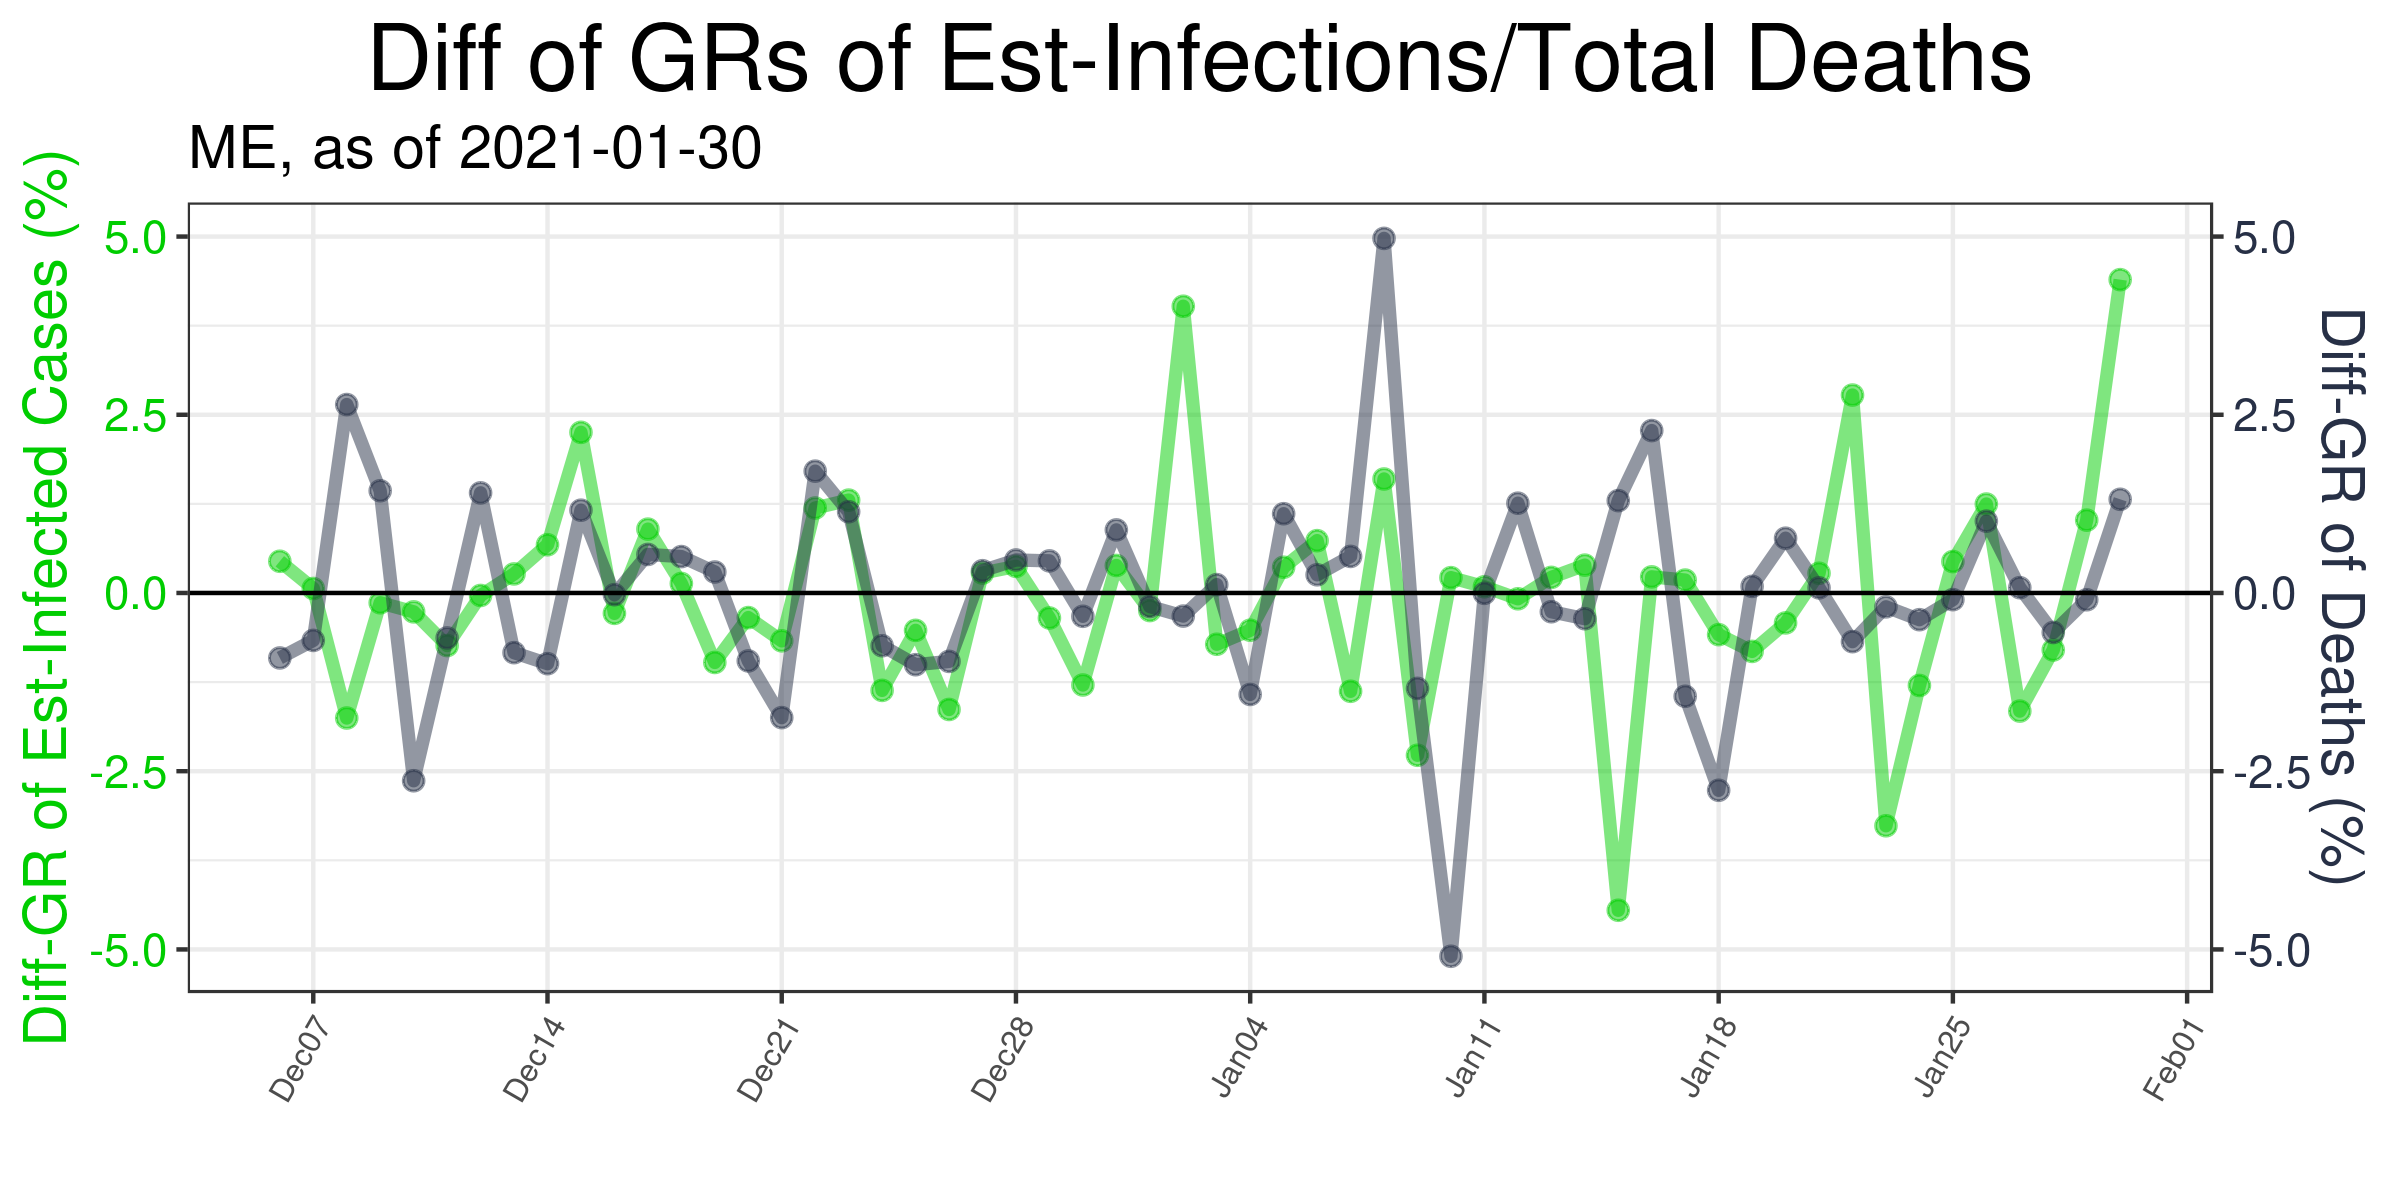 Diff of GRs of Est-Infections/Total Deaths
ME, as of 2021-01-30
Diff-GR of Est-Infected Cases (%)
5.0
2.5
0.0
-2.5
-5.0
5.0
2.5
0.0
-2.5
-5.0
Diff-GR of Deaths (%)
Dec07
Dec14
Dec21
Dec28
Jan04
Jan11
Jan18
Jan25
Feb01